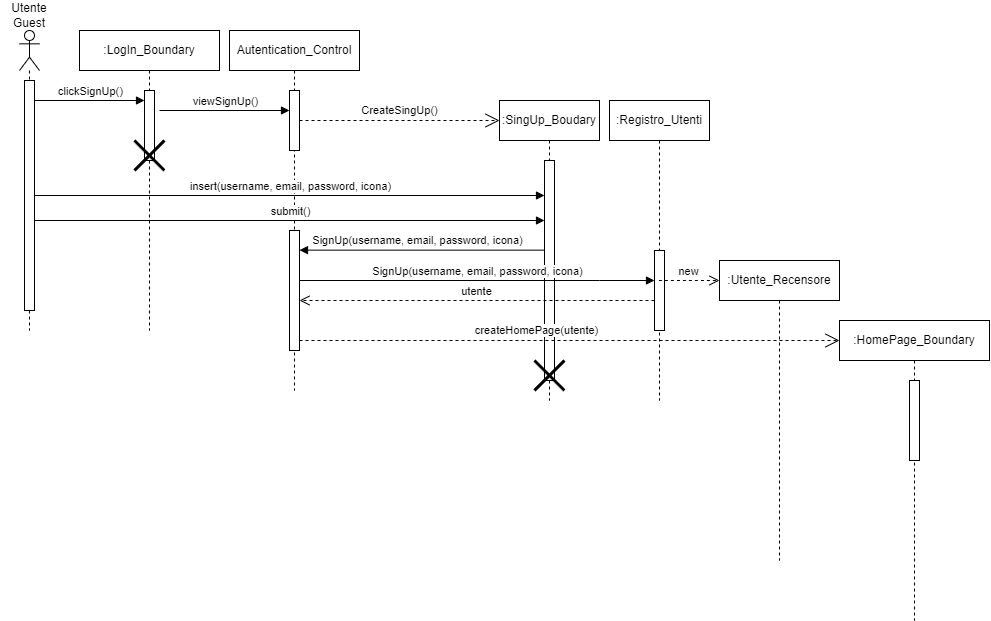 Utente
Guest
:LogIn_Boundary
Autentication_Control
clickSignUp()
viewSignUp()
CreateSingUp()
:SingUp_Boudary
:Registro_Utenti
insert(username, email, password, icona)
submit()
SignUp(username, email, password, icona)
SignUp(username, email, password, icona)
new
:Utente_Recensore
utente
createHomePage(utente)
:HomePage_Boundary